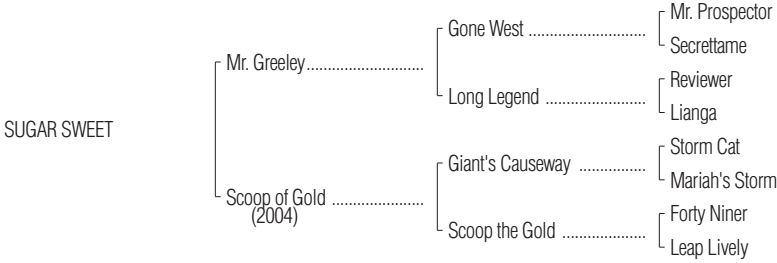 Mr. Prospector
Gone West ..........................
Secrettame
Mr. Greeley..........................
Reviewer
Long Legend ......................
Lianga
SUGAR SWEET
Storm Cat
Giant's Causeway ...............
Mariah's Storm
Scoop of Gold ....................
(2004)
Forty Niner
Scoop the Gold ...................
Leap Lively